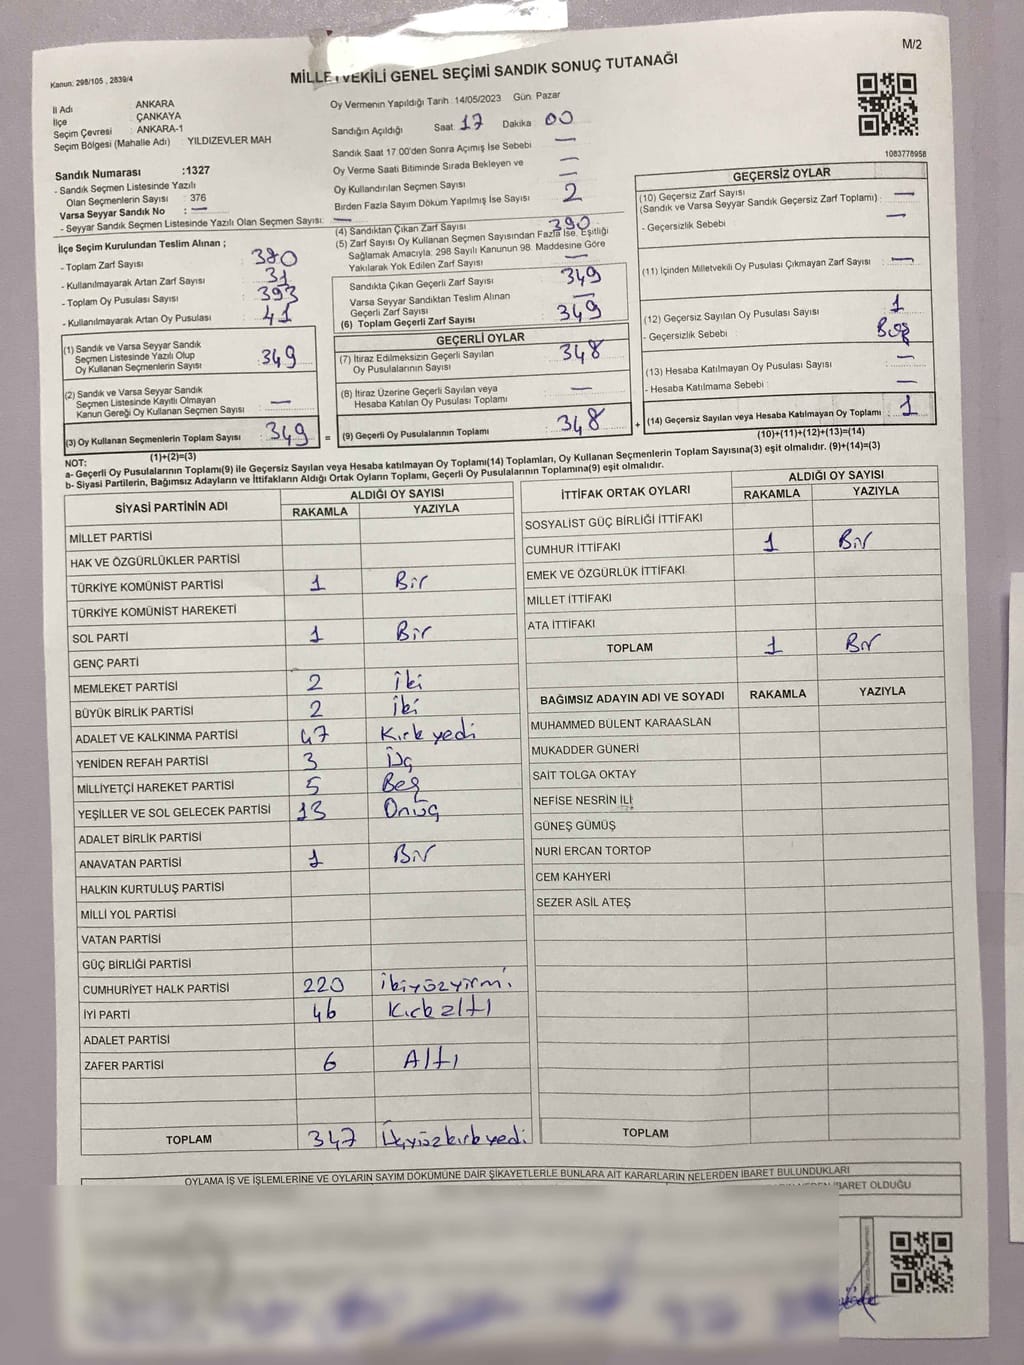 M/2
Kanun: 298/105 , 2839/4
MİLLETVEKİLİ GENEL SEÇİMİ SANDIK SONUÇ TUTANAĞI
İl Adı : ANKARA
İlçe : ÇANKAYA
Seçim Çevresi : ANKARA-1
Seçim Bölgesi (Mahalle Adı) YILDIZEVLER MAH
Oy Vermenin Yapıldığı Tarih :14/05/2023 Gün: Pazar
Sandığın Açıldığı Saat 17 Dakika 00
Sandık Saat 17.00'den Sonra Açımış İse Sebebi —
Oy Verme Saati Bitiminde Sırada Bekleyen ve
Oy Kullandırılan Seçmen Sayısı —
Birden Fazla Sayım Döküm Yapılmış İse Sayısı 2
Sandık Numarası :1327
- Sandık Seçmen Listesinde Yazılı
Olan Seçmenlerin Sayısı : 376
Varsa Seyyar Sandık No : —
- Seyyar Sandık Seçmen Listesinde Yazılı Olan Seçmen Sayısı: —
İlçe Seçim Kurulundan Teslim Alınan ;
- Toplam Zarf Sayısı : 380
- Kullanılmayarak Artan Zarf Sayısı : 31
- Toplam Oy Pusulası Sayısı : 393
- Kullanılmayarak Artan Oy Pusulası : 41
(1) Sandık ve Varsa Seyyar Sandık
Seçmen Listesinde Yazılı Olup
Oy Kullanan Seçmenlerin Sayısı : 349
(2) Sandık ve Varsa Seyyar Sandık
Seçmen Listesinde Kayıtlı Olmayan
Kanun Gereği Oy Kullanan Seçmen Sayısı : —
(3) Oy Kullanan Seçmenlerin Toplam Sayısı : 349
(1)+(2)=(3)
(4) Sandıktan Çıkan Zarf Sayısı : 390
(5) Zarf Sayısı Oy Kullanan Seçmen Sayısından Fazla İse, Eşitliği
Sağlamak Amacıyla; 298 Sayılı Kanunun 98. Maddesine Göre
Yakılarak Yok Edilen Zarf Sayısı : —
Sandıkta Çıkan Geçerli Zarf Sayısı : 349
Varsa Seyyar Sandıktan Teslim Alınan
Geçerli Zarf Sayısı : —
(6) Toplam Geçerli Zarf Sayısı : 349
GEÇERLİ OYLAR
(7) İtiraz Edilmeksizin Geçerli Sayılan
Oy Pusulalarının Sayısı : 348
(8) İtiraz Üzerine Geçerli Sayılan veya
Hesaba Katılan Oy Pusulası Toplamı : —
= (9) Geçerli Oy Pusulalarının Toplamı : 348 +
1083778958
GEÇERSİZ OYLAR
(10) Geçersiz Zarf Sayısı
(Sandık ve Varsa Seyyar Sandık Geçersiz Zarf Toplamı) : —
- Geçersizlik Sebebi : —
(11) İçinden Milletvekili Oy Pusulası Çıkmayan Zarf Sayısı : —
(12) Geçersiz Sayılan Oy Pusulası Sayısı : 1
- Geçersizlik Sebebi : Boş
(13) Hesaba Katılmayan Oy Pusulası Sayısı : —
- Hesaba Katılmama Sebebi : —
(14) Geçersiz Sayılan veya Hesaba Katılmayan Oy Toplamı : 1
(10)+(11)+(12)+(13)=(14)
NOT:
a- Geçerli Oy Pusulalarının Toplamı(9) ile Geçersiz Sayılan veya Hesaba katılmayan Oy Toplamı(14) Toplamları, Oy Kullanan Seçmenlerin Toplam Sayısına(3) eşit olmalıdır. (9)+(14)=(3)
b- Siyasi Partilerin, Bağımsız Adayların ve İttifakların Aldığı Ortak Oyların Toplamı, Geçerli Oy Pusulalarının Toplamına(9) eşit olmalıdır.
SİYASİ PARTİNİN ADI ALDIĞI OY SAYISI
RAKAMLA YAZIYLA
MİLLET PARTİSİ
HAK VE ÖZGÜRLÜKLER PARTİSİ
TÜRKİYE KOMÜNİST PARTİSİ 1 Bir
TÜRKİYE KOMÜNİST HAREKETİ
SOL PARTİ 1 Bir
GENÇ PARTİ
MEMLEKET PARTİSİ 2 İki
BÜYÜK BİRLİK PARTİSİ 2 İki
ADALET VE KALKINMA PARTİSİ 47 Kırkyedi
YENİDEN REFAH PARTİSİ 3 Üç
MİLLİYETÇİ HAREKET PARTİSİ 5 Beş
YEŞİLLER VE SOL GELECEK PARTİSİ 13 Onüç
ADALET BİRLİK PARTİSİ
ANAVATAN PARTİSİ 1 Bir
HALKIN KURTULUŞ PARTİSİ
MİLLİ YOL PARTİSİ
VATAN PARTİSİ
GÜÇ BİRLİĞİ PARTİSİ
CUMHURİYET HALK PARTİSİ 220 İkiyüzyirmi
İYİ PARTİ 46 Kırkaltı
ADALET PARTİSİ
ZAFER PARTİSİ 6 Altı
TOPLAM 347 Üçyüzkırkyedi
İTTİFAK ORTAK OYLARI ALDIĞI OY SAYISI
RAKAMLA YAZIYLA
SOSYALİST GÜÇ BİRLİĞİ İTTİFAKI
CUMHUR İTTİFAKI 1 Bir
EMEK VE ÖZGÜRLÜK İTTİFAKI
MİLLET İTTİFAKI
ATA İTTİFAKI
TOPLAM 1 Bir
BAĞIMSIZ ADAYIN ADI VE SOYADI RAKAMLA YAZIYLA
MUHAMMED BÜLENT KARAASLAN
MUKADDER GÜNERİ
SAİT TOLGA OKTAY
NEFİSE NESRİN İLİ
GÜNEŞ GÜMÜŞ
NURİ ERCAN TORTOP
CEM KAHYERİ
SEZER ASİL ATEŞ
TOPLAM
OYLAMA İŞ VE İŞLEMLERİNE VE OYLARIN SAYIM DÖKÜMÜNE DAİR ŞİKAYETLERLE BUNLARA AİT KARARLARIN NELERDEN İBARET BULUNDUKLARI
İBARET OLDUĞU